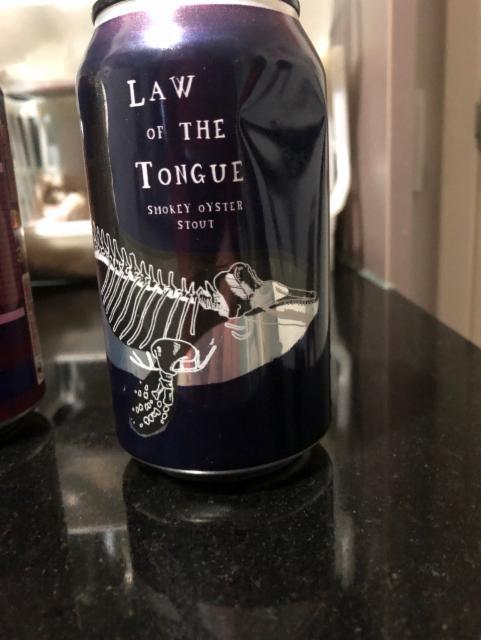 LAW
OF THE
TONGUE
SMOKEY OYSTER
STOUT